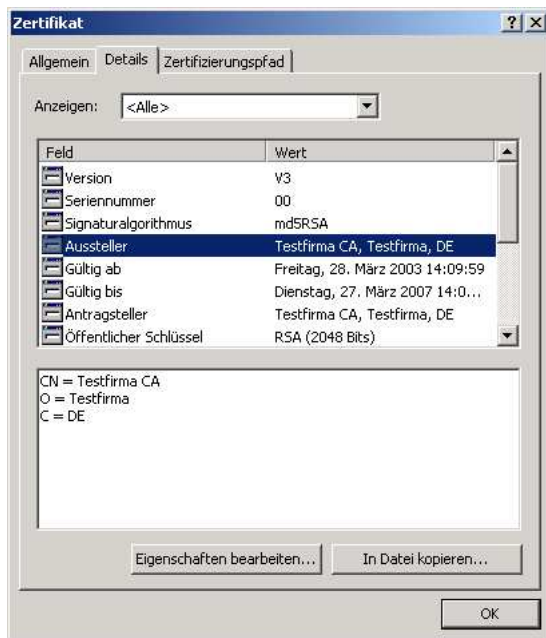 Zertifikat
Allgemein Details Zertifizierungspfad
Anzeigen: <Alle>
Feld Wert
Version V3
Seriennummer 00
Signaturalgorithmus md5RSA
Aussteller Testfirma CA, Testfirma, DE
Gültig ab Freitag, 28. März 2003 14:09:59
Gültig bis Dienstag, 27. März 2007 14:0...
Antragsteller Testfirma CA, Testfirma, DE
Öffentlicher Schlüssel RSA (2048 Bits)
CN = Testfirma CA
O = Testfirma
C = DE
Eigenschaften bearbeiten... In Datei kopieren...
OK